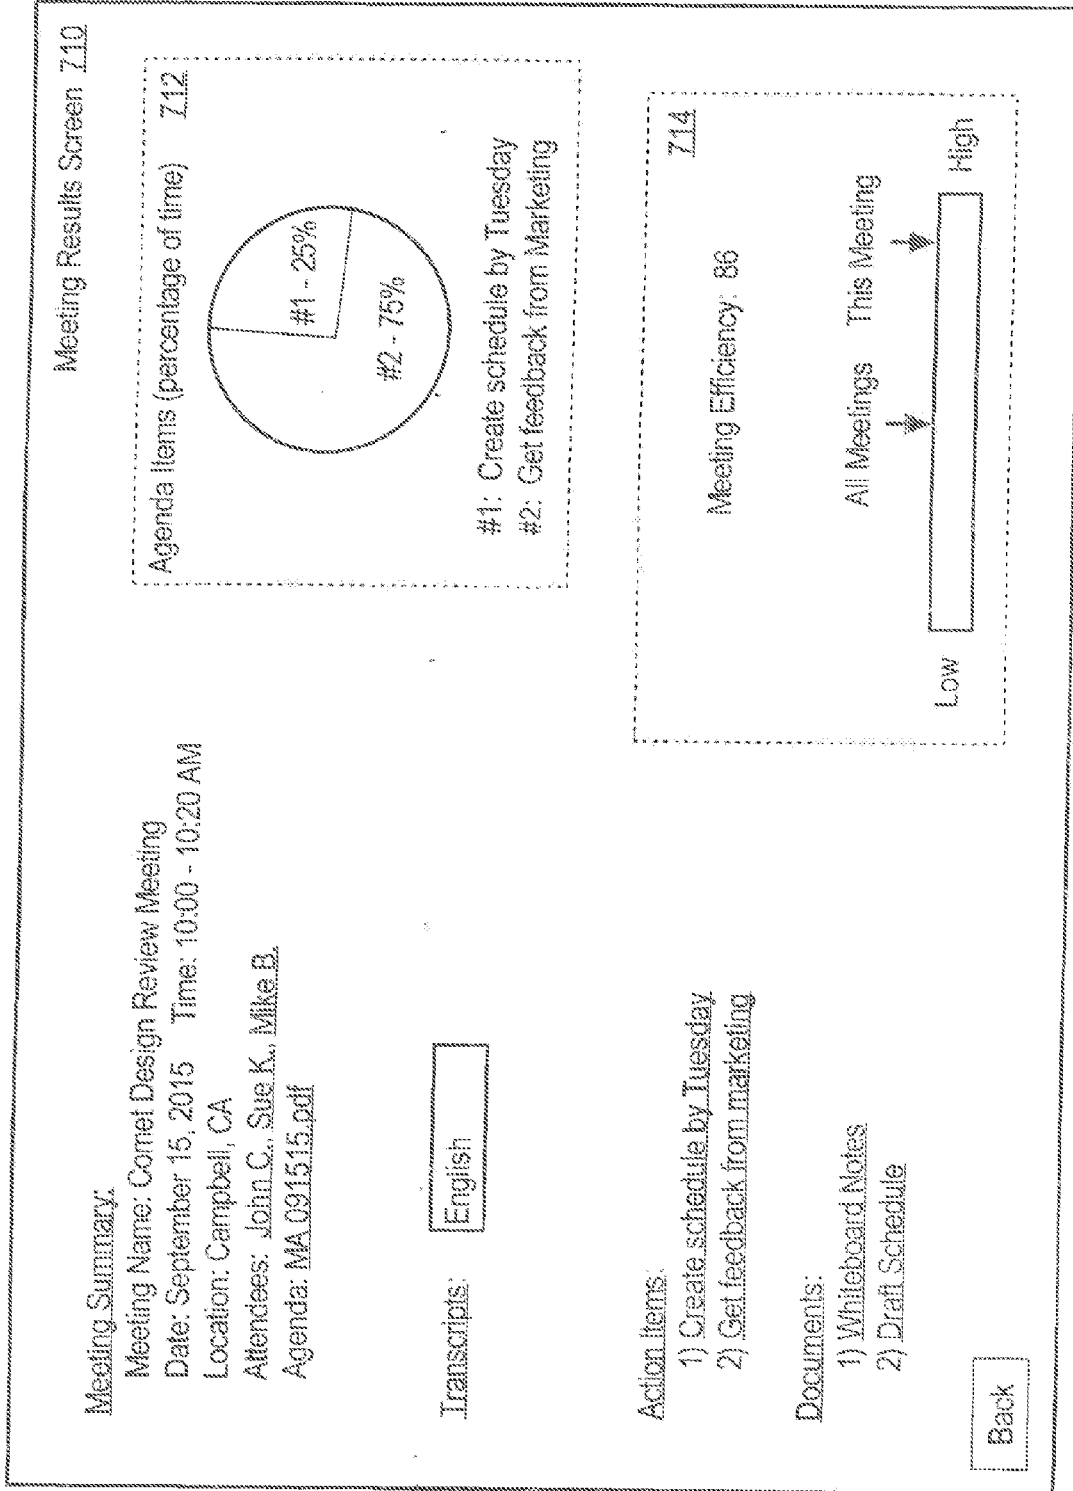 Meeting Results Screen 710
Meeting Summary:
Meeting Name: Comet Design Review Meeting
Date: September 15, 2015 Time: 10:00 - 10:20 AM
Location: Campbell, CA
Attendees: John C., Sue K., Mike B.
Agenda: MA 091515.pdf
Transcripts: English
Action Items:
1) Create schedule by Tuesday
2) Get feedback from marketing
Documents:
1) Whiteboard Notes
2) Draft Schedule
Back
Agenda Items (percentage of time) 712
#1 - 25%
#2 - 75%
#1: Create schedule by Tuesday
#2: Get feedback from Marketing
714
Meeting Efficiency: 86
All Meetings This Meeting
Low High